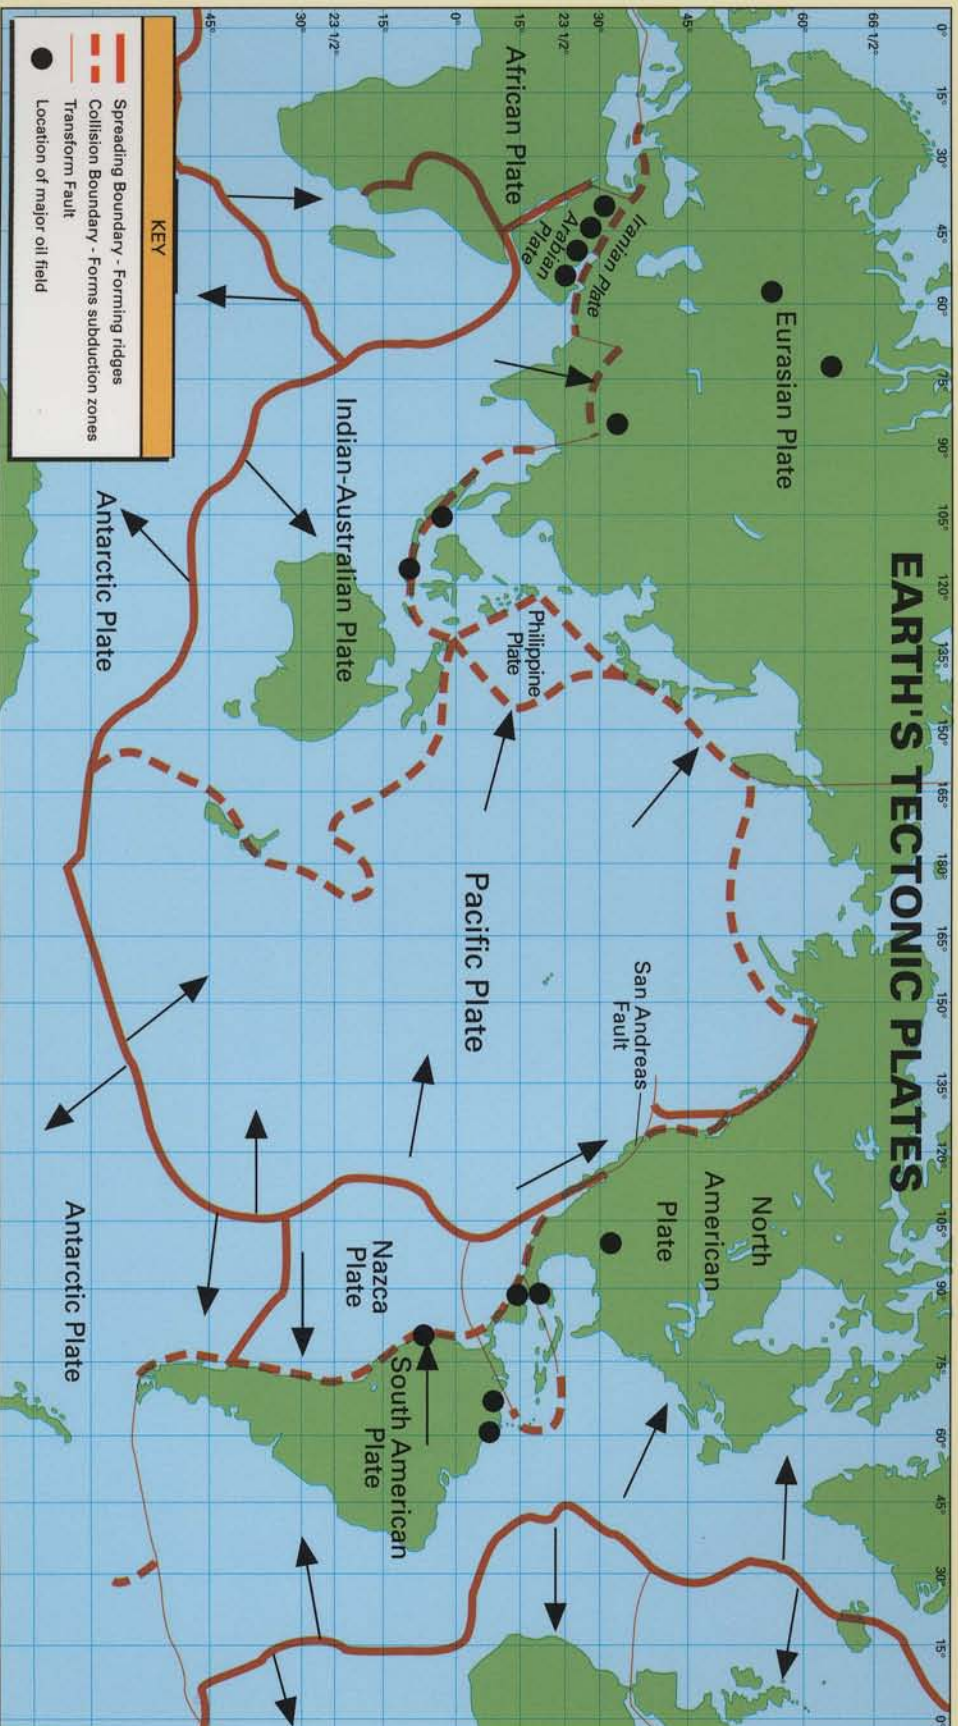 EARTH'S TECTONIC PLATES
0° 15° 30° 45° 60° 75° 90° 105° 120° 135° 150° 165° 180° 165° 150° 135° 120° 105° 90° 75° 60° 45° 30° 15° 0°
66 1/2°
60°
45°
30°
23 1/2°
15°
0°
15°
23 1/2°
30°
45°
Eurasian Plate
North
American
Plate
San Andreas
Fault
Iranian Plate
Arabian
Plate
African Plate
Philippine
Plate
Pacific Plate
Indian-Australian Plate
Nazca
Plate
South American
Plate
Antarctic Plate
Antarctic Plate
KEY
Spreading Boundary - Forming ridges
Collision Boundary - Forms subduction zones
Transform Fault
Location of major oil field